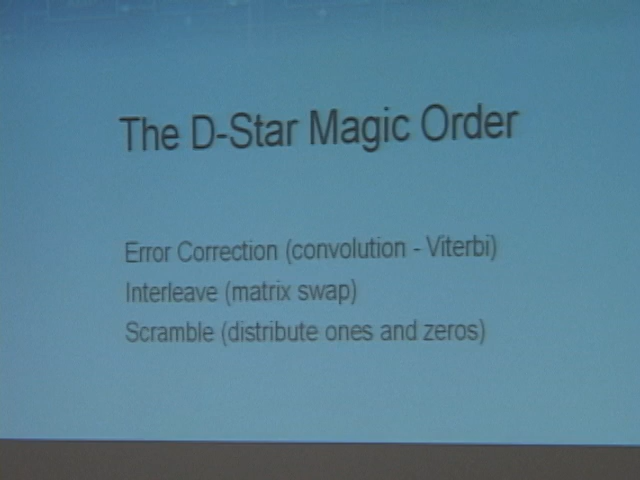 The D-Star Magic Order
Error Correction (convolution - Viterbi)
Interleave (matrix swap)
Scramble (distribute ones and zeros)